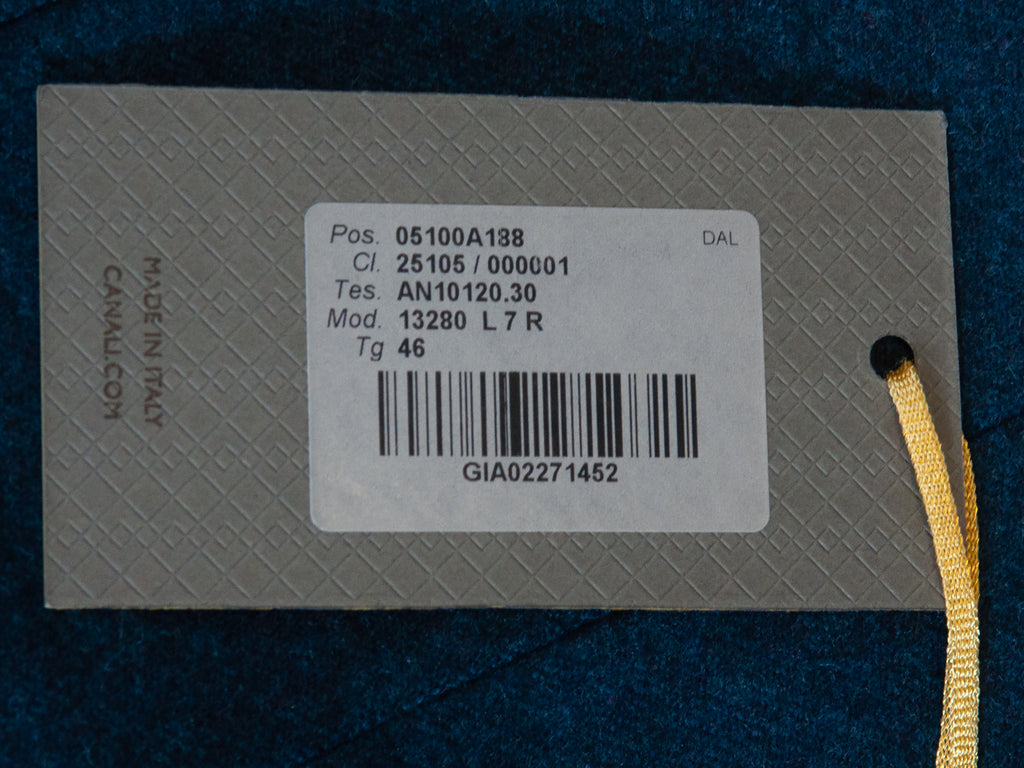 MADE IN ITALY
CANALI.COM
Pos. 05100A188
DAL
Cl. 25105 / 000001
Tes. AN10120.30
Mod. 13280 L 7 R
Tg 46
GIA02271452